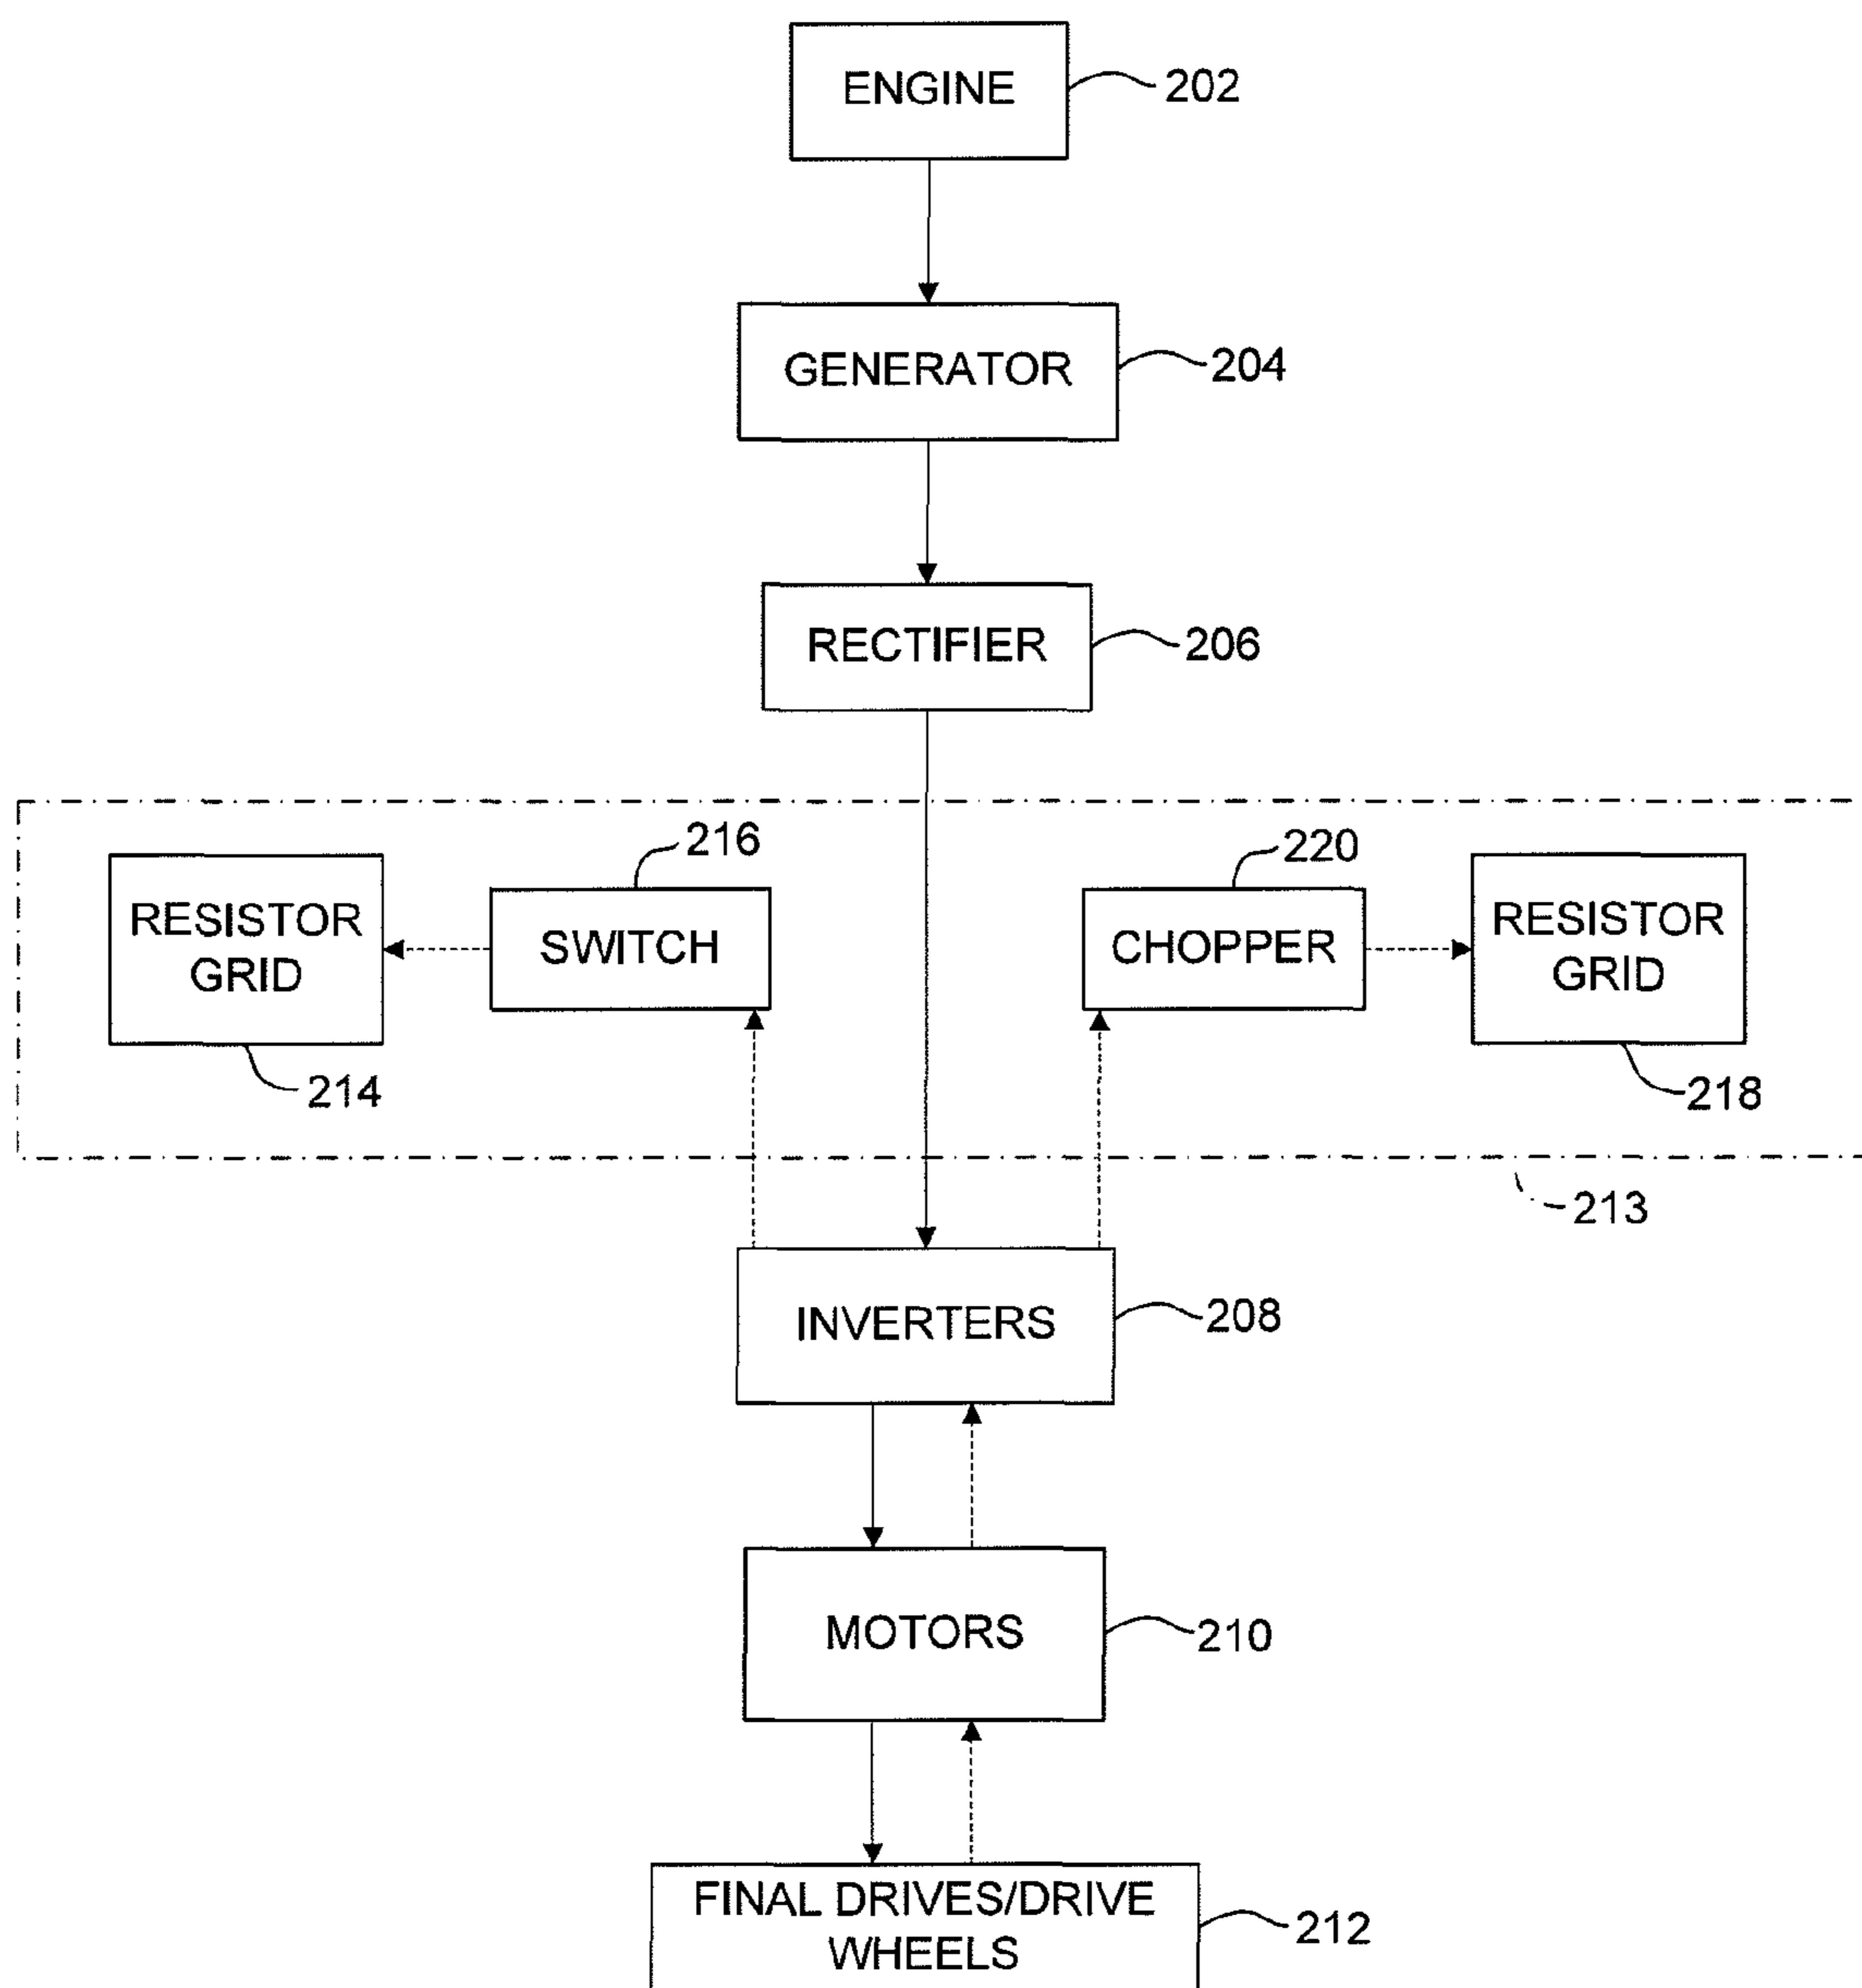 ENGINE
202
GENERATOR
204
RECTIFIER
206
216
220
RESISTOR
GRID
SWITCH
CHOPPER
RESISTOR
GRID
214
218
213
INVERTERS
208
MOTORS
210
FINAL DRIVES/DRIVE
WHEELS
212